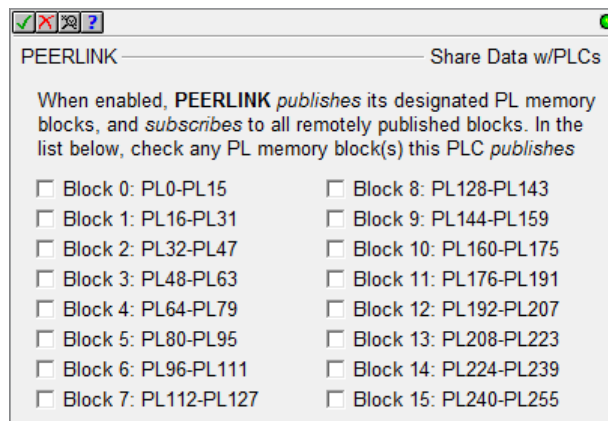 PEERLINK Share Data w/PLCs
When enabled, PEERLINK publishes its designated PL memory
blocks, and subscribes to all remotely published blocks. In the
list below, check any PL memory block(s) this PLC publishes
Block 0: PL0-PL15
Block 1: PL16-PL31
Block 2: PL32-PL47
Block 3: PL48-PL63
Block 4: PL64-PL79
Block 5: PL80-PL95
Block 6: PL96-PL111
Block 7: PL112-PL127
Block 8: PL128-PL143
Block 9: PL144-PL159
Block 10: PL160-PL175
Block 11: PL176-PL191
Block 12: PL192-PL207
Block 13: PL208-PL223
Block 14: PL224-PL239
Block 15: PL240-PL255